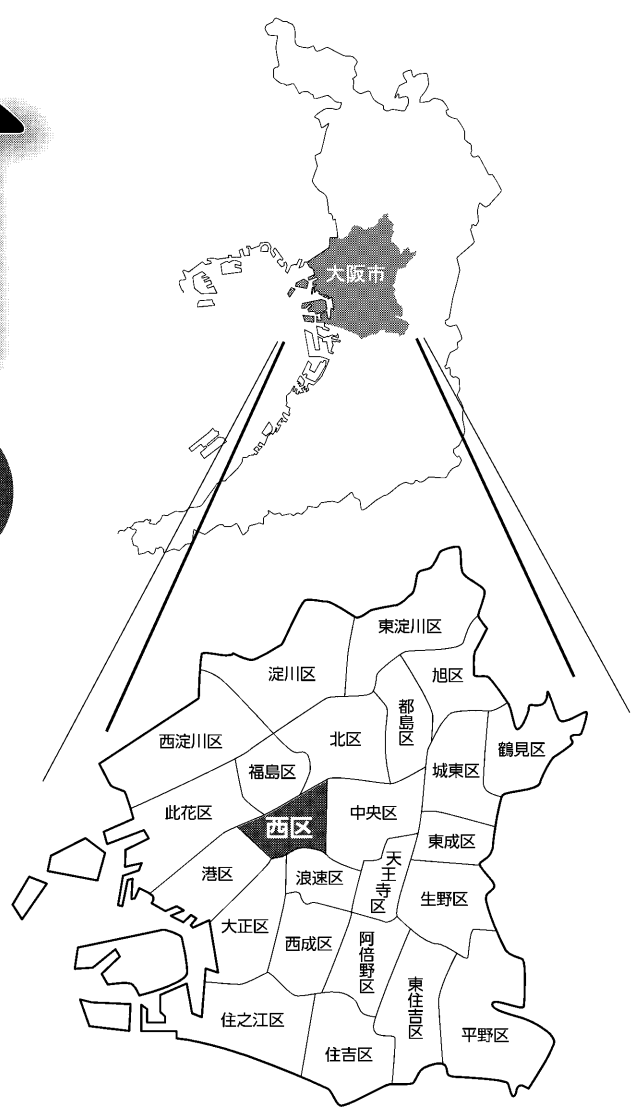 大阪市
東淀川区
淀川区
旭区
都島区
西淀川区
北区
鶴見区
福島区
城東区
此花区
西区
中央区
東成区
港区
浪速区
天王寺区
生野区
大正区
西成区
阿倍野区
東住吉区
住之江区
平野区
住吉区